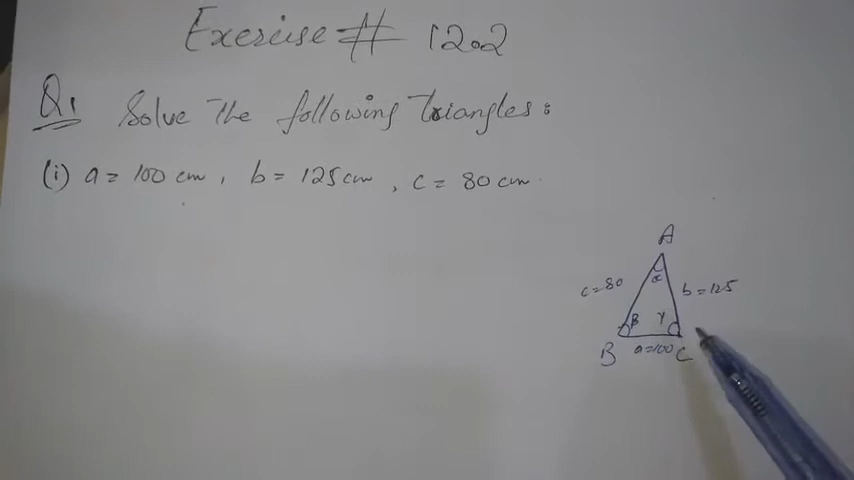 Exercise # 12.2
Q1 Solve The following Triangles:
(i) a = 100 cm, b = 125 cm, c = 80 cm.
A
c = 80
α
b = 125
β γ
B a = 100 C